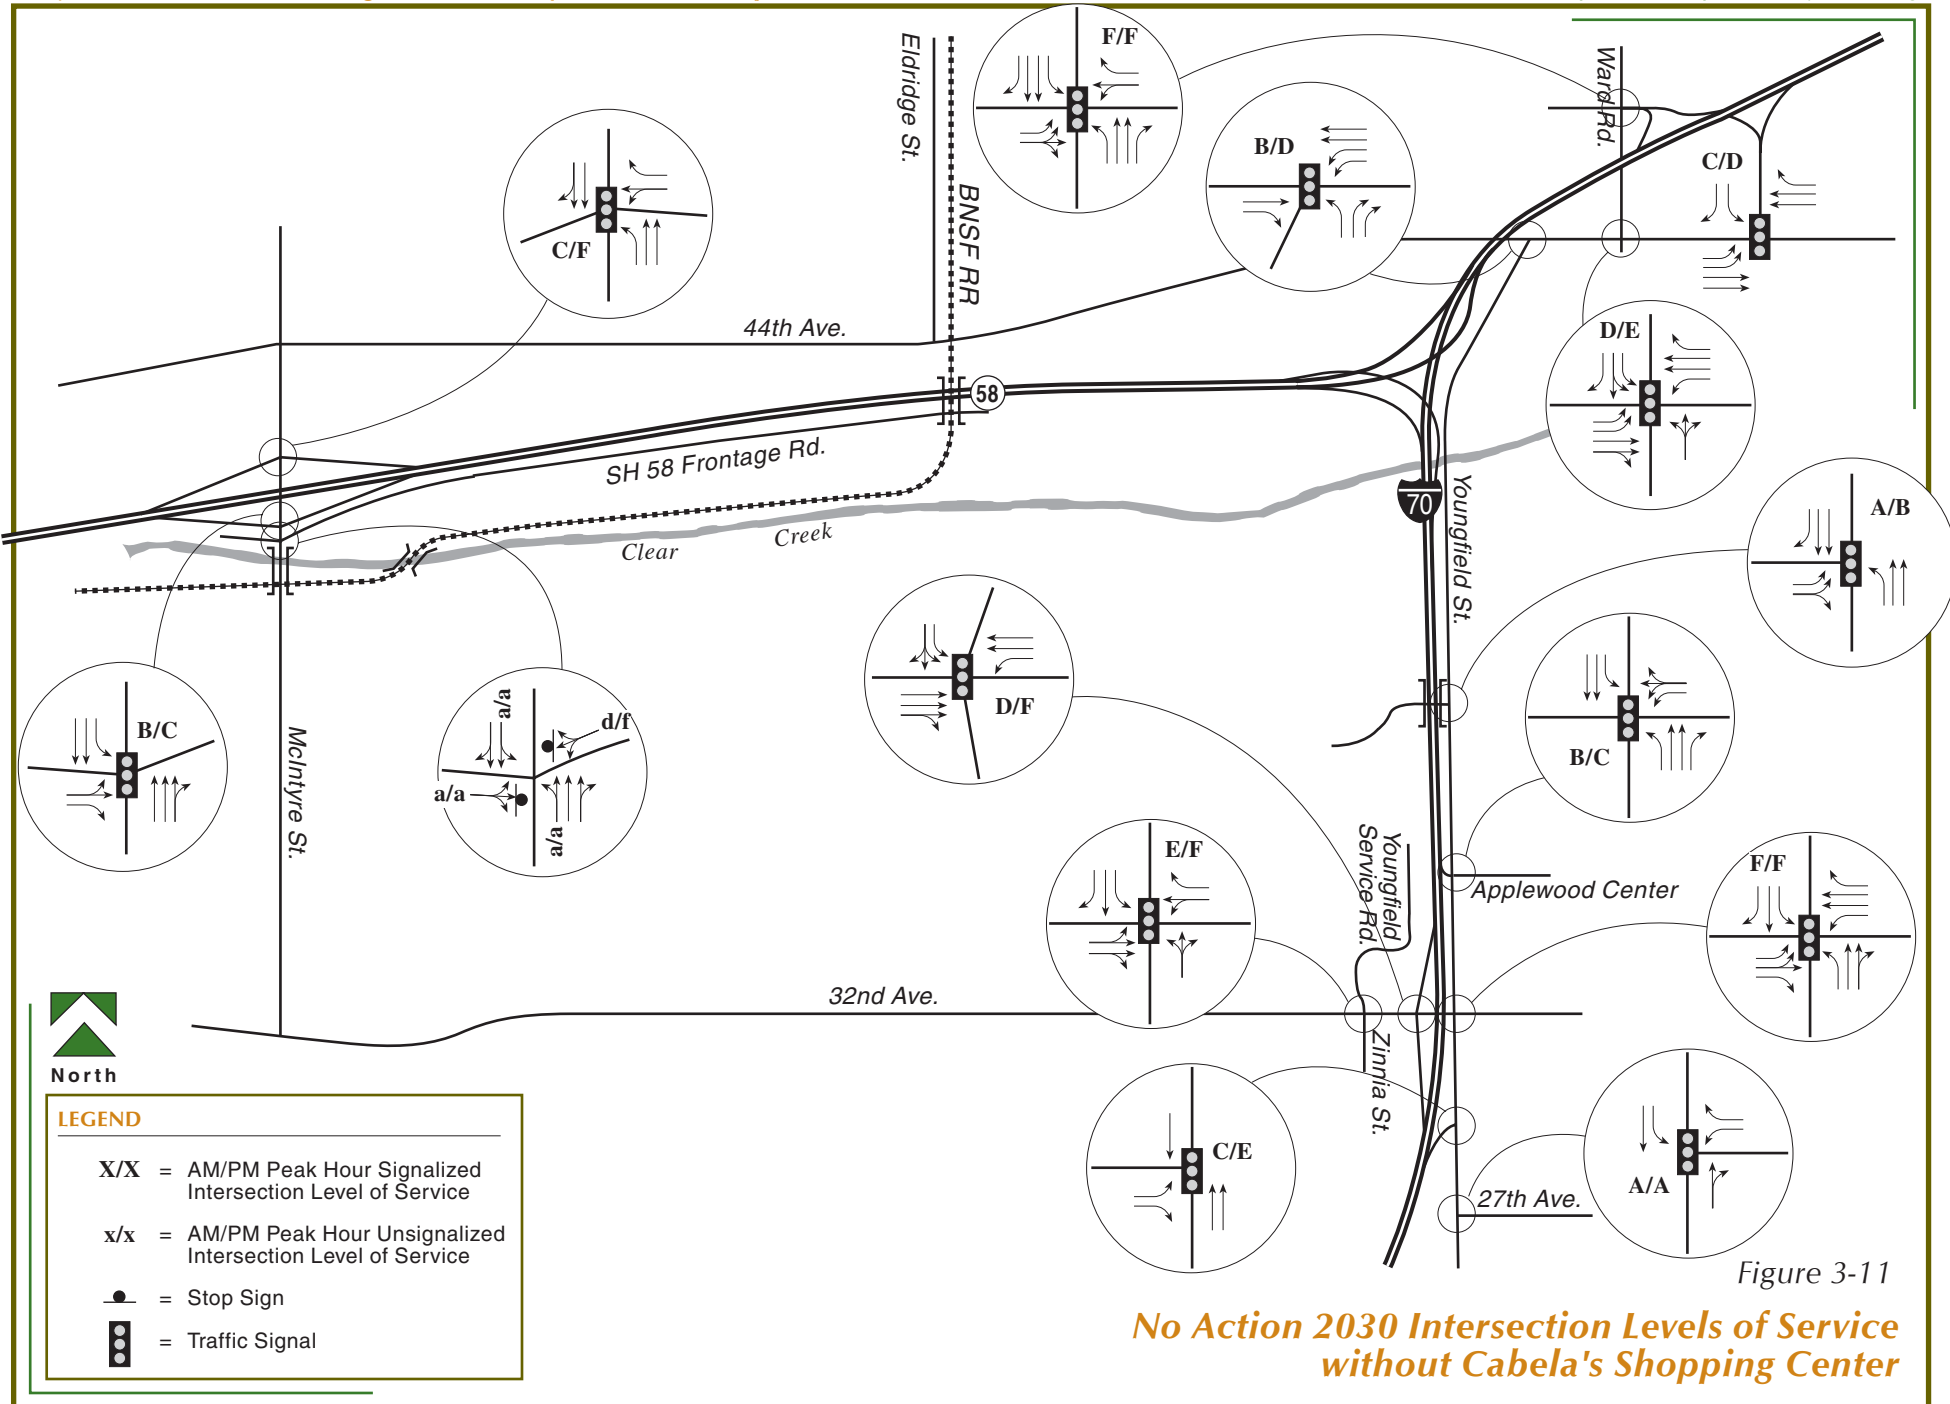 Eldridge St.
BNSF RR
F/F
Ward Rd.
B/D
C/D
C/F
44th Ave.
D/E
58
SH 58 Frontage Rd.
70
Youngfield St.
A/B
Clear
Creek
B/C
McIntyre St.
a/a
d/f
a/a
a/a
D/F
B/C
E/F
Youngfield
Service Rd.
Applewood Center
F/F
32nd Ave.
Zinnia St.
C/E
A/A
27th Ave.
North
LEGEND
X/X = AM/PM Peak Hour Signalized
Intersection Level of Service
x/x = AM/PM Peak Hour Unsignalized
Intersection Level of Service
= Stop Sign
= Traffic Signal
Figure 3-11
No Action 2030 Intersection Levels of Service
without Cabela's Shopping Center